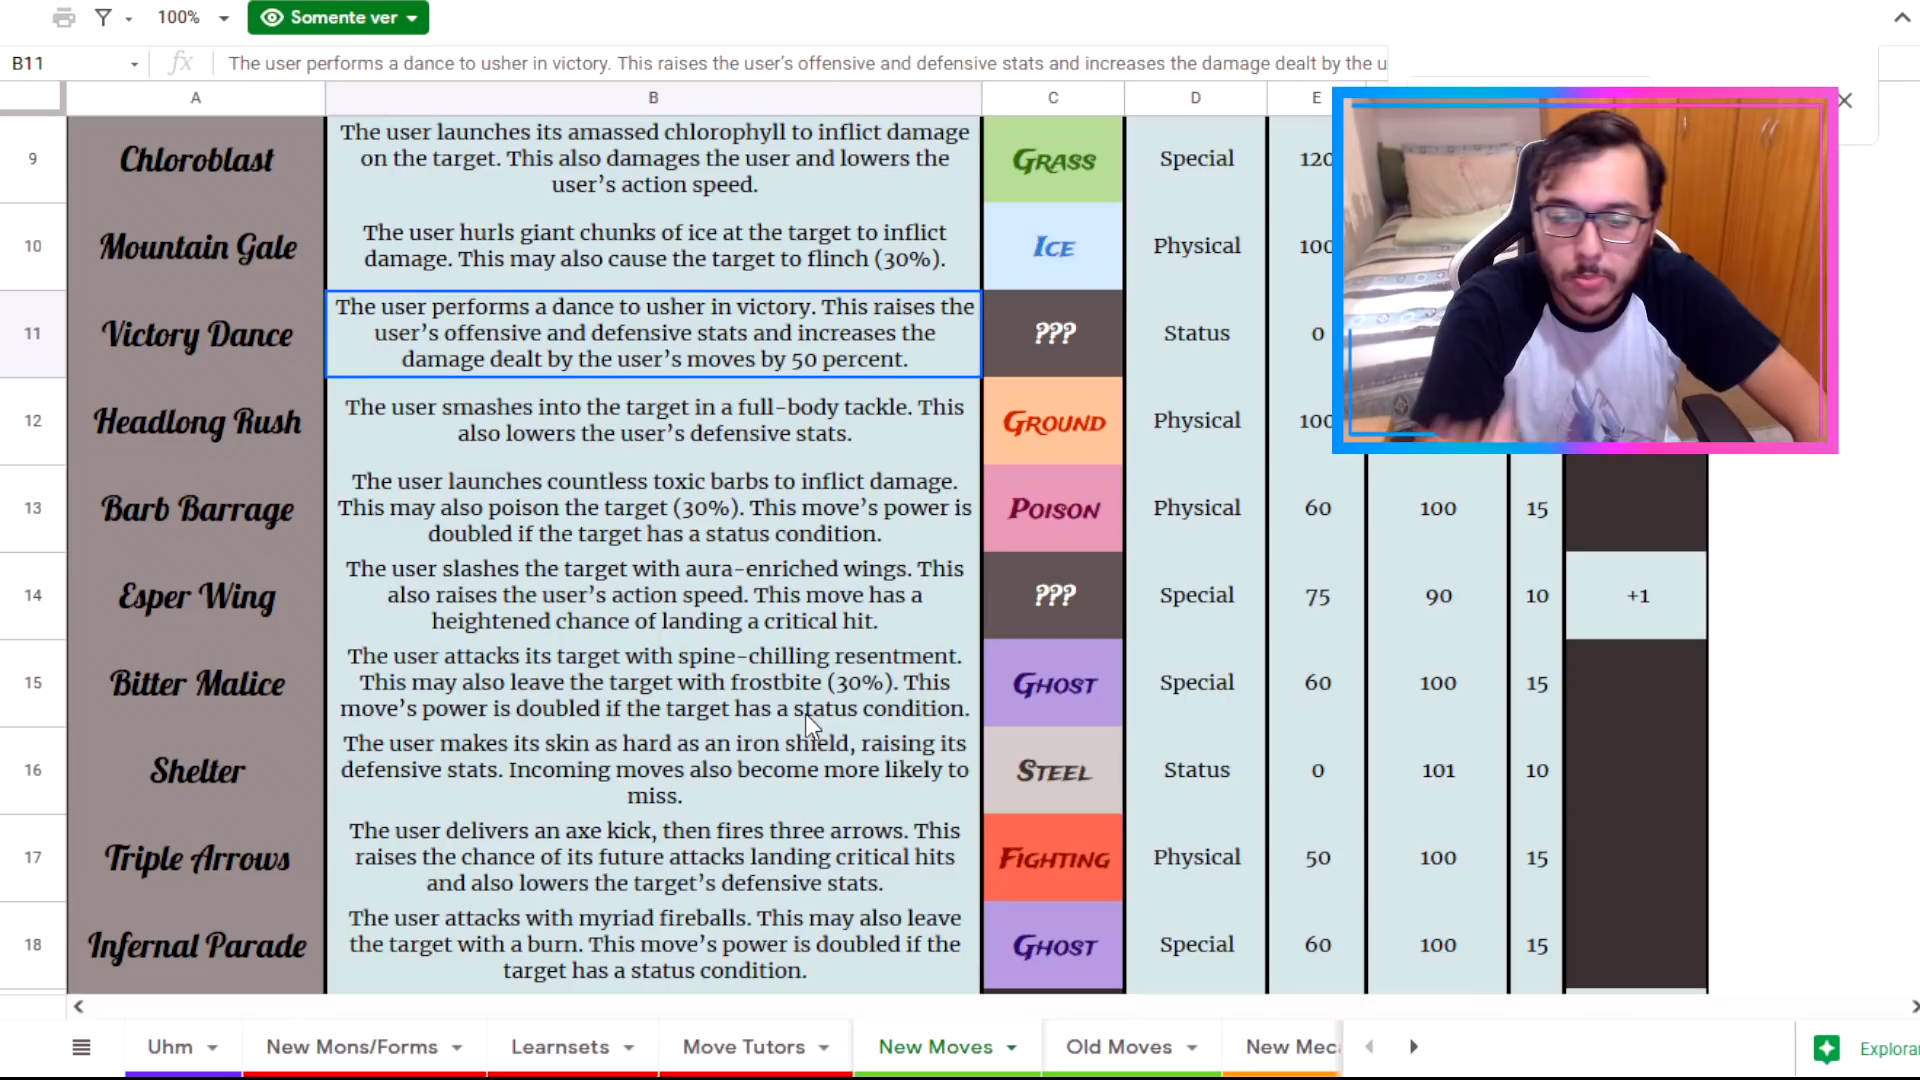 100% Somente ver
B11 fx The user performs a dance to usher in victory. This raises the user's offensive and defensive stats and increases the damage dealt by the u
A B C D E
9 Chloroblast
The user launches its amassed chlorophyll to inflict damage
on the target. This also damages the user and lowers the
user's action speed.
Grass Special 120
10 Mountain Gale
The user hurls giant chunks of ice at the target to inflict
damage. This may also cause the target to flinch (30%).
Ice Physical 100
11 Victory Dance
The user performs a dance to usher in victory. This raises the
user's offensive and defensive stats and increases the
damage dealt by the user's moves by 50 percent.
??? Status 0
12 Headlong Rush
The user smashes into the target in a full-body tackle. This
also lowers the user's defensive stats.
Ground Physical 100
13 Barb Barrage
The user launches countless toxic barbs to inflict damage.
This may also poison the target (30%). This move's power is
doubled if the target has a status condition.
Poison Physical 60 100 15
14 Esper Wing
The user slashes the target with aura-enriched wings. This
also raises the user's action speed. This move has a
heightened chance of landing a critical hit.
??? Special 75 90 10 +1
15 Bitter Malice
The user attacks its target with spine-chilling resentment.
This may also leave the target with frostbite (30%). This
move's power is doubled if the target has a status condition.
Ghost Special 60 100 15
16 Shelter
The user makes its skin as hard as an iron shield, raising its
defensive stats. Incoming moves also become more likely to
miss.
Steel Status 0 101 10
17 Triple Arrows
The user delivers an axe kick, then fires three arrows. This
raises the chance of its future attacks landing critical hits
and also lowers the target's defensive stats.
Fighting Physical 50 100 15
18 Infernal Parade
The user attacks with myriad fireballs. This may also leave
the target with a burn. This move's power is doubled if the
target has a status condition.
Ghost Special 60 100 15
Uhm New Mons/Forms Learnsets Move Tutors New Moves Old Moves New Mec Explorar